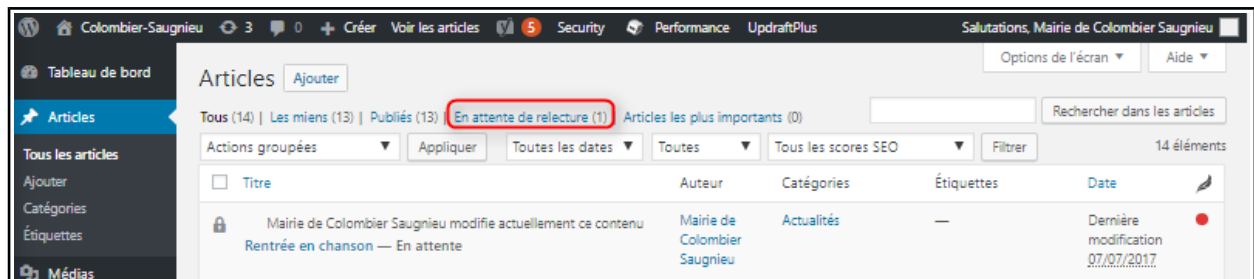 Colombier-Saugnieu 3 0 + Créer Voir les articles 5 Security Performance UpdraftPlus Salutations, Mairie de Colombier Saugnieu
Options de l'écran ▼ Aide ▼
Tableau de bord
Articles Ajouter
Articles
Tous (14) | Les miens (13) | Publiés (13) | En attente de relecture (1) Articles les plus importants (0) Rechercher dans les articles
Tous les articles
Actions groupées ▼ Appliquer Toutes les dates ▼ Toutes ▼ Tous les scores SEO ▼ Filtrer 14 éléments
Ajouter
Titre Auteur Catégories Étiquettes Date
Catégories
Étiquettes
Mairie de Colombier Saugnieu modifie actuellement ce contenu
Rentrée en chanson — En attente
Mairie de
Colombier
Saugnieu
Actualités
—
Dernière
modification
07/07/2017
Médias